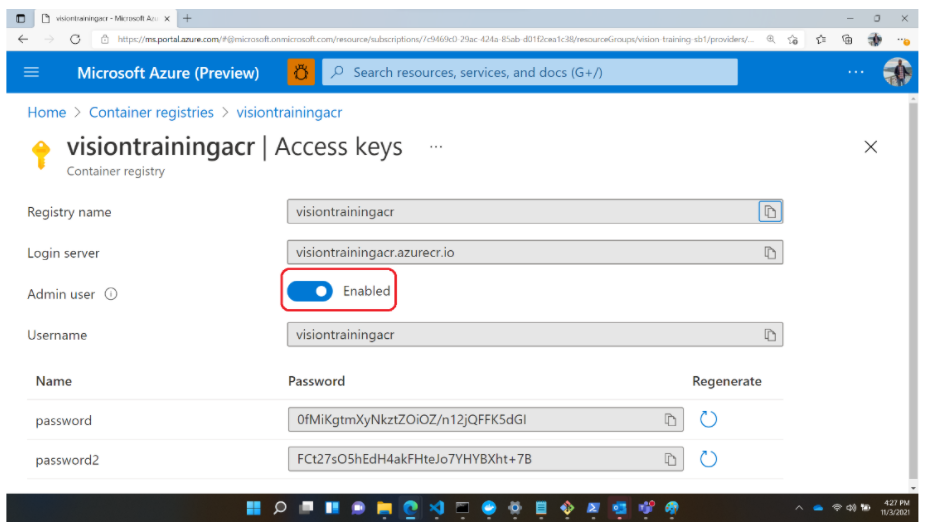 visiontrainingacr - Microsoft Azu
https://ms.portal.azure.com/#@microsoft.onmicrosoft.com/resource/subscriptions/7c9469c0-29ac-424a-85ab-d01f2cea1c38/resourceGroups/vision-training-sb1/providers/...
Microsoft Azure (Preview)
Search resources, services, and docs (G+/)
Home > Container registries > visiontrainingacr
visiontrainingacr | Access keys
Container registry
Registry name
visiontrainingacr
Login server
visiontrainingacr.azurecr.io
Admin user
Enabled
Username
visiontrainingacr
Name Password Regenerate
password 0fMiKgtmXyNkztZOiOZ/n12jQFFK5dGI
password2 FCt27sO5hEdH4akFHteJo7YHYBXht+7B
4:27 PM
11/3/2021